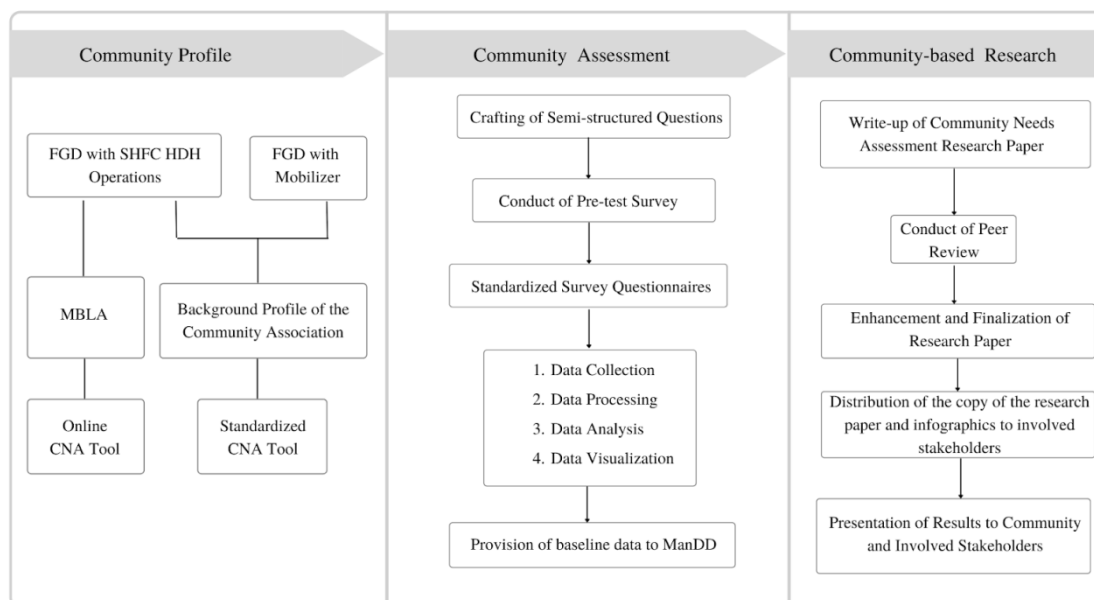 Community Profile
FGD with SHFC HDH
Operations
FGD with
Mobilizer
MBLA
Background Profile of the
Community Association
Online
CNA Tool
Standardized
CNA Tool
Community Assessment
Crafting of Semi-structured Questions
Conduct of Pre-test Survey
Standardized Survey Questionnaires
1. Data Collection
2. Data Processing
3. Data Analysis
4. Data Visualization
Provision of baseline data to ManDD
Community-based Research
Write-up of Community Needs
Assessment Research Paper
Conduct of Peer
Review
Enhancement and Finalization of
Research Paper
Distribution of the copy of the research
paper and infographics to involved
stakeholders
Presentation of Results to Community
and Involved Stakeholders